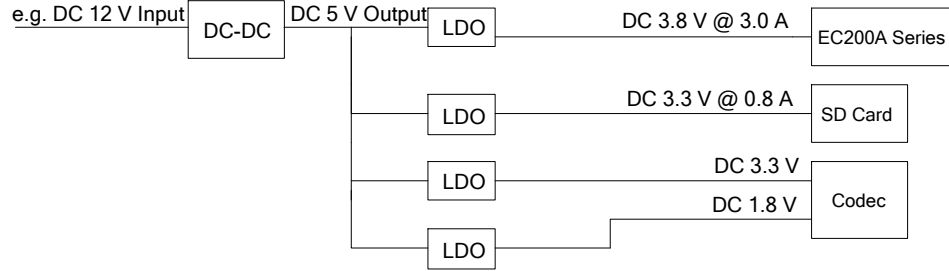 e.g. DC 12 V Input
DC-DC
DC 5 V Output
LDO
DC 3.8 V @ 3.0 A
EC200A Series
LDO
DC 3.3 V @ 0.8 A
SD Card
LDO
DC 3.3 V
DC 1.8 V
Codec
LDO